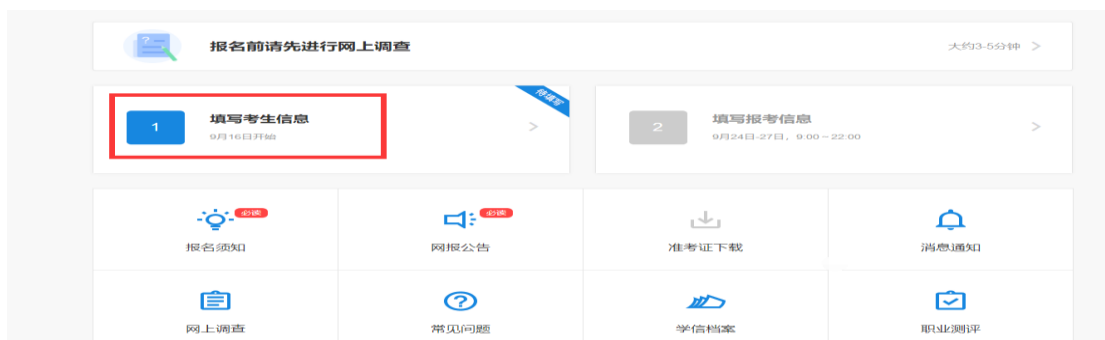 报名前请先进行网上调查
大约3-5分钟 >
1
填写考生信息
9月16日开始
待填写
>
2
填写报考信息
9月24日-27日，9:00～22:00
>
必读
报名须知
必读
网报公告
准考证下载
消息通知
网上调查
常见问题
学信档案
职业测评